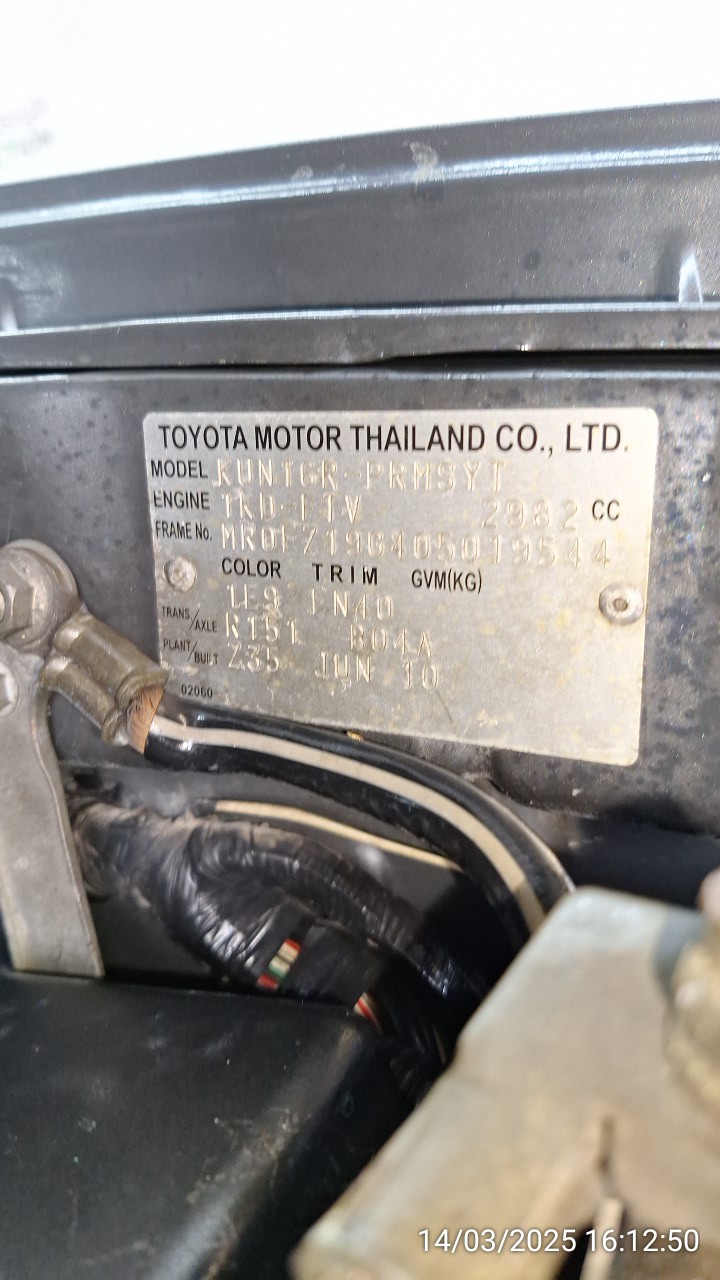 TOYOTA MOTOR THAILAND CO., LTD.
MODEL KUN16R-PRMSYT
ENGINE 1KD-FTV 2982 CC
FRAME No. MR0FZ19G405019544
COLOR TRIM GVM(KG)
1E9 FN40
TRANS/AXLE R151 B04A
PLANT/BUILT Z35 JUN 10
02060
14/03/2025 16:12:50